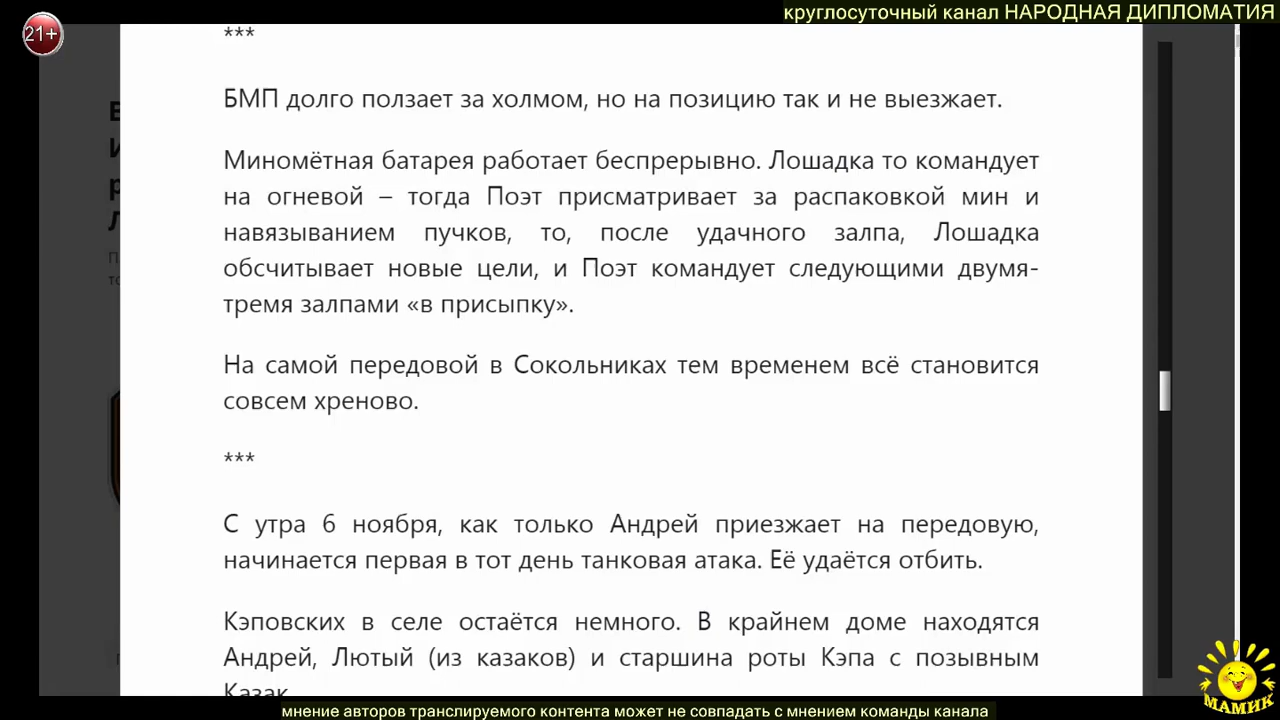 круглосуточный канал НАРОДНАЯ ДИПЛОМАТИЯ
21+
***
БМП долго ползает за холмом, но на позицию так и не выезжает.
Миномётная батарея работает беспрерывно. Лошадка то командует
на огневой – тогда Поэт присматривает за распаковкой мин и
навязыванием пучков, то, после удачного залпа, Лошадка
обсчитывает новые цели, и Поэт командует следующими двумя-
тремя залпами «в присыпку».
На самой передовой в Сокольниках тем временем всё становится
совсем хреново.
***
С утра 6 ноября, как только Андрей приезжает на передовую,
начинается первая в тот день танковая атака. Её удаётся отбить.
Кэповских в селе остаётся немного. В крайнем доме находятся
Андрей, Лютый (из казаков) и старшина роты Кэпа с позывным
Казак
МАМИК
мнение авторов транслируемого контента может не совпадать с мнением команды канала